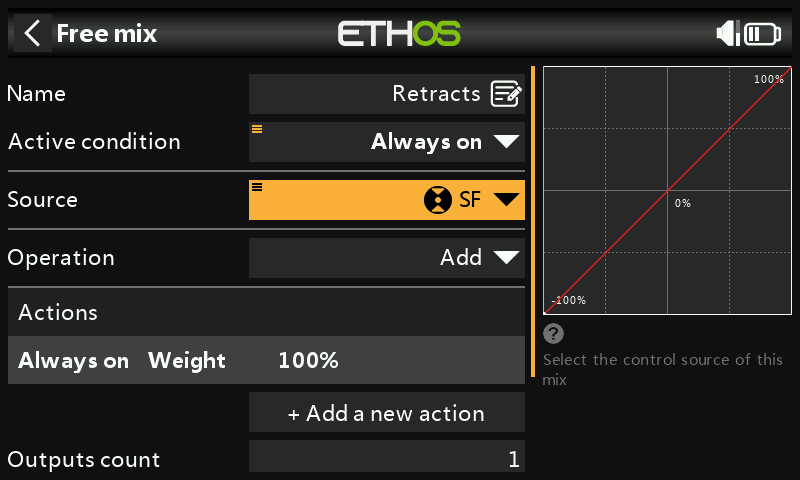 Free mix
ETHOS
Name
Retracts
Active condition
Always on
Source
SF
Operation
Add
Actions
Always on Weight 100%
+ Add a new action
Outputs count
1
100%
0%
-100%
?
Select the control source of this
mix